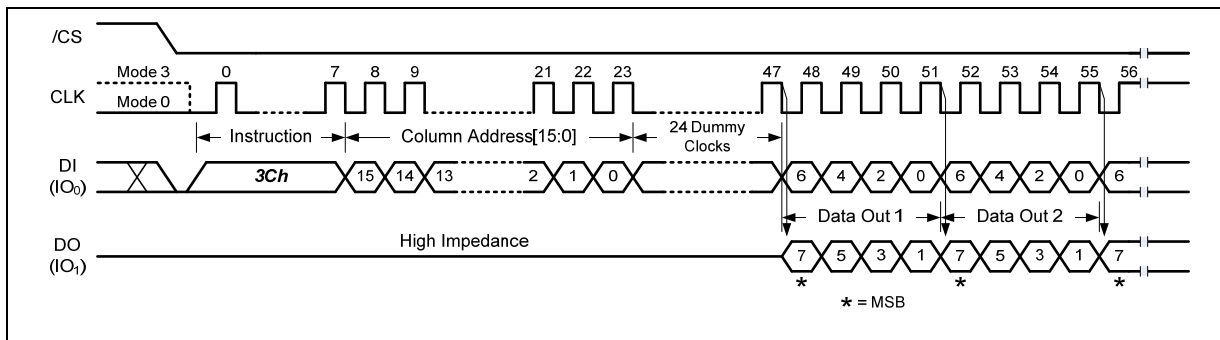 /CS
Mode 3 0 7 8 9 21 22 23 47 48 49 50 51 52 53 54 55 56
CLK
Mode 0
Instruction Column Address[15:0] 24 Dummy
Clocks
DI
(IO0) 3Ch 15 14 13 2 1 0 6 4 2 0 6 4 2 0 6
Data Out 1 Data Out 2
High Impedance
DO
(IO1) 7 5 3 1 7 5 3 1 7
* * *
* = MSB